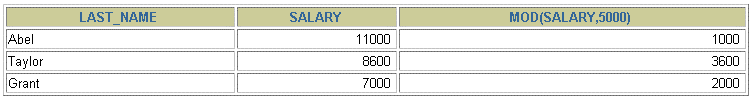 LAST_NAME SALARY MOD(SALARY,5000)
Abel 11000 1000
Taylor 8600 3600
Grant 7000 2000